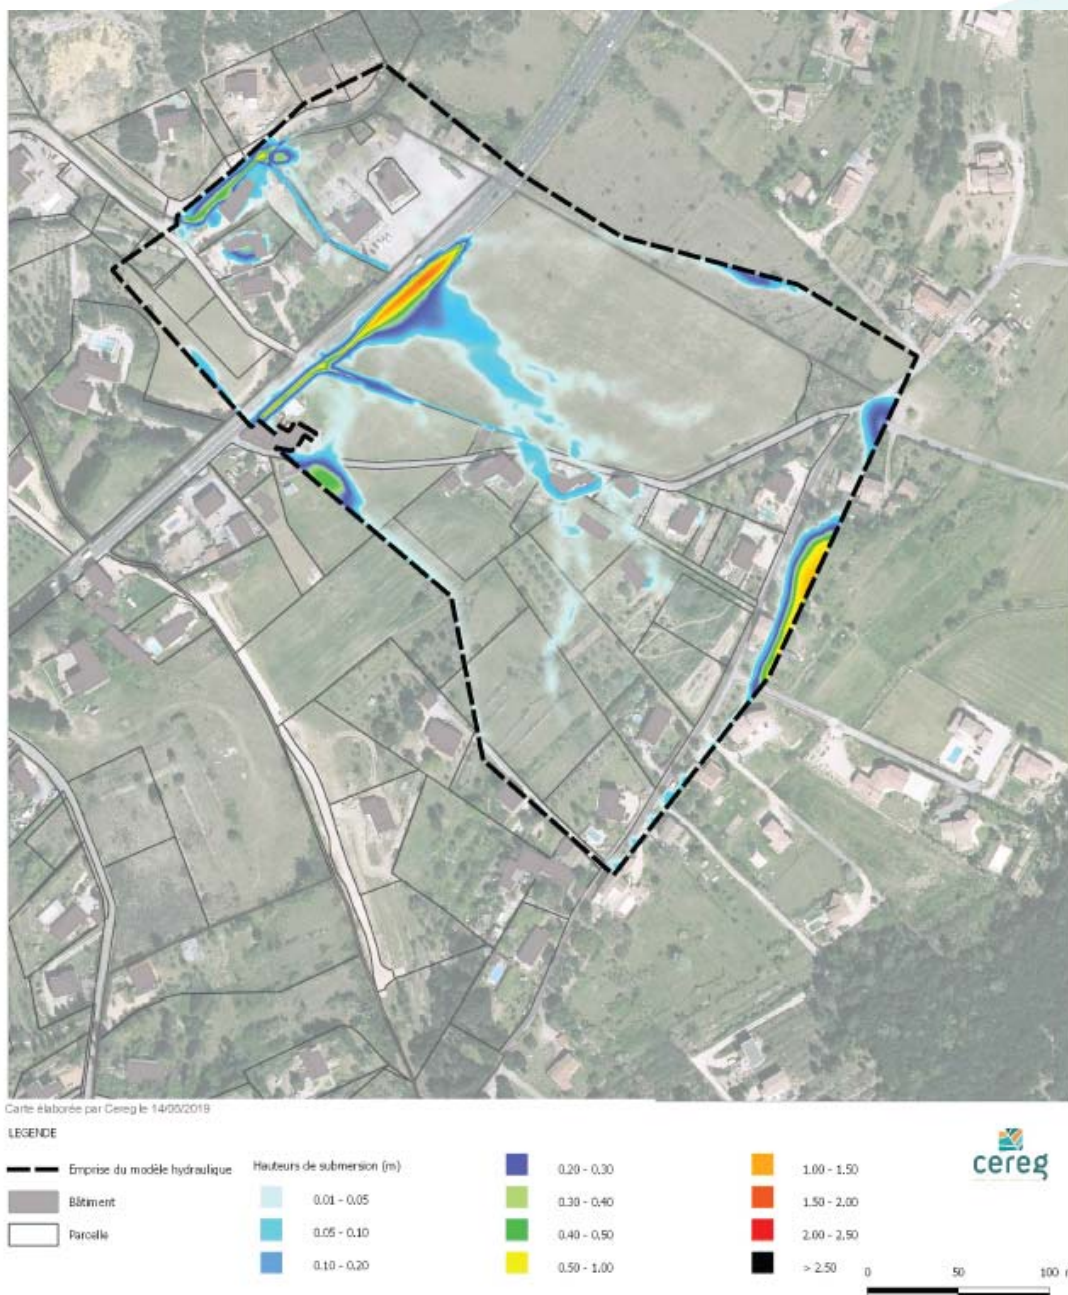 Carte élaborée par Cereg le 14/06/2019
LEGENDE
Emprise du modèle hydraulique
Bâtiment
Parcelle
Hauteurs de submersion (m)
0.01 - 0.05
0.05 - 0.10
0.10 - 0.20
0.20 - 0.30
0.30 - 0.40
0.40 - 0.50
0.50 - 1.00
1.00 - 1.50
1.50 - 2.00
2.00 - 2.50
> 2.50
cereg
0 50 100